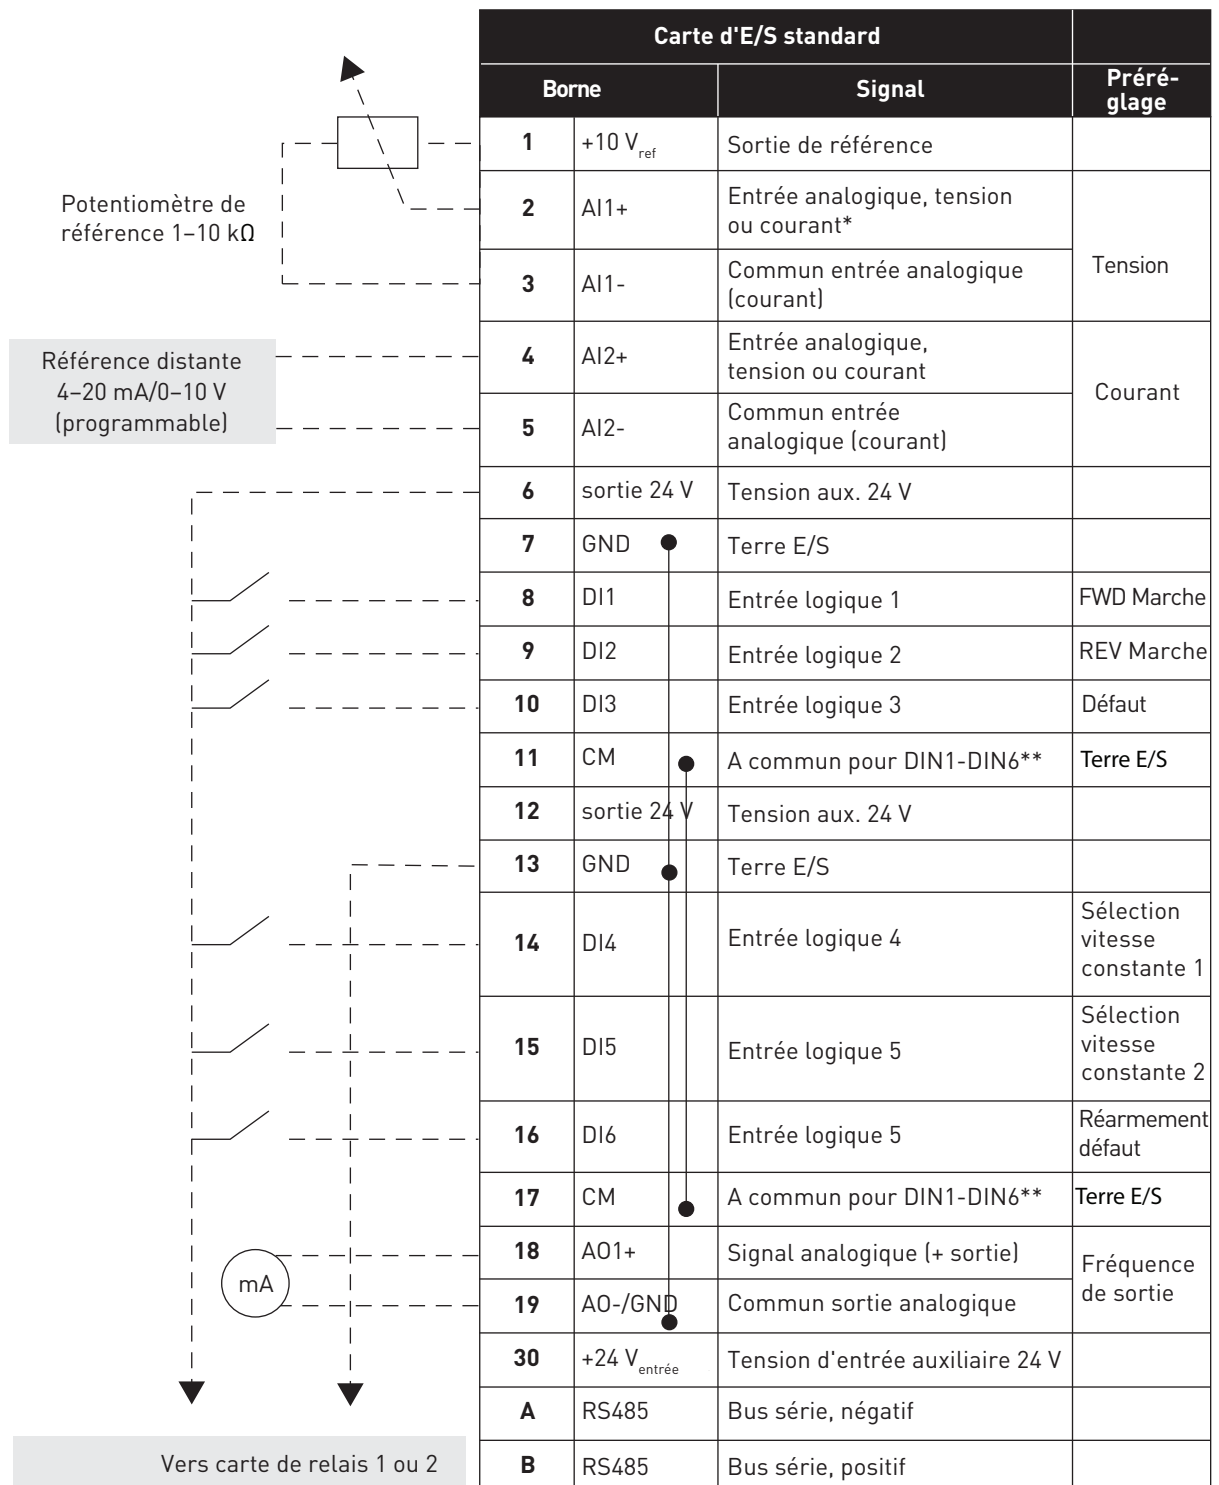 Carte d'E/S standard
Borne
Signal
Préré-
glage
1
+10 Vref
Sortie de référence
Potentiomètre de
référence 1–10 kΩ
2
AI1+
Entrée analogique, tension
ou courant*
Tension
3
AI1-
Commun entrée analogique
(courant)
Référence distante
4–20 mA/0–10 V
(programmable)
4
AI2+
Entrée analogique,
tension ou courant
Courant
5
AI2-
Commun entrée
analogique (courant)
6
sortie 24 V
Tension aux. 24 V
7
GND
Terre E/S
8
DI1
Entrée logique 1
FWD Marche
9
DI2
Entrée logique 2
REV Marche
10
DI3
Entrée logique 3
Défaut
11
CM
A commun pour DIN1-DIN6**
Terre E/S
12
sortie 24 V
Tension aux. 24 V
13
GND
Terre E/S
14
DI4
Entrée logique 4
Sélection
vitesse
constante 1
15
DI5
Entrée logique 5
Sélection
vitesse
constante 2
16
DI6
Entrée logique 5
Réarmement
défaut
17
CM
A commun pour DIN1-DIN6**
Terre E/S
mA
18
AO1+
Signal analogique (+ sortie)
Fréquence
de sortie
19
AO-/GND
Commun sortie analogique
30
+24 Ventrée
Tension d'entrée auxiliaire 24 V
A
RS485
Bus série, négatif
Vers carte de relais 1 ou 2
B
RS485
Bus série, positif